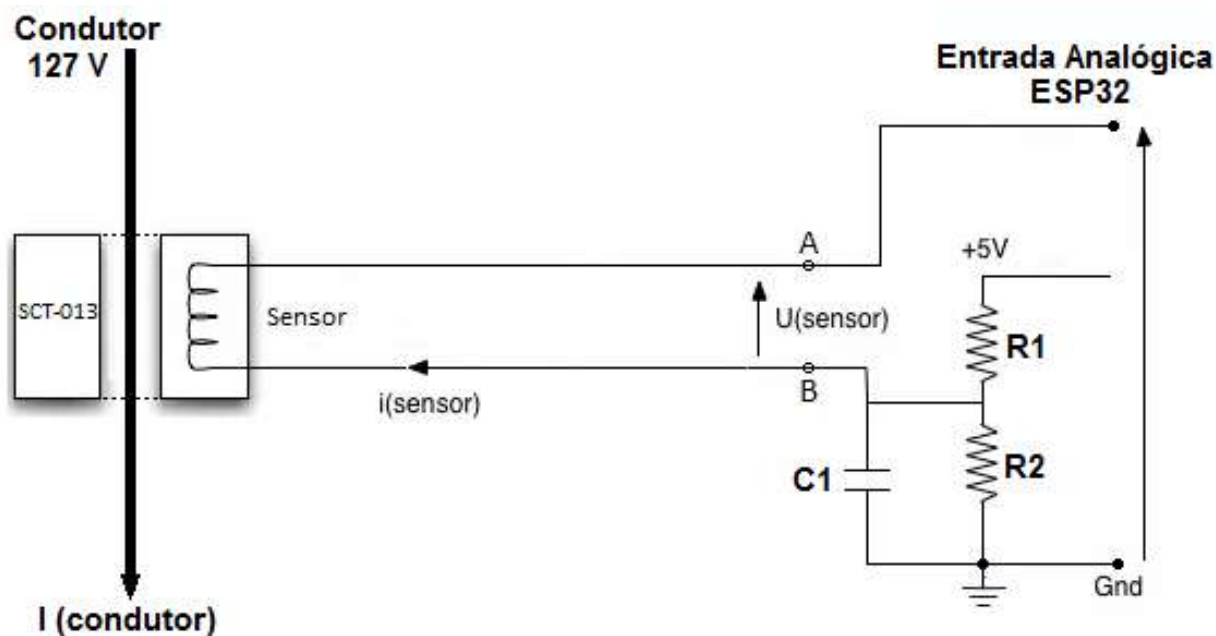 Condutor
127 V
Entrada Analógica
ESP32
A
+5V
SCT-013
Sensor
U(sensor)
R1
B
i(sensor)
C1
R2
Gnd
I (condutor)